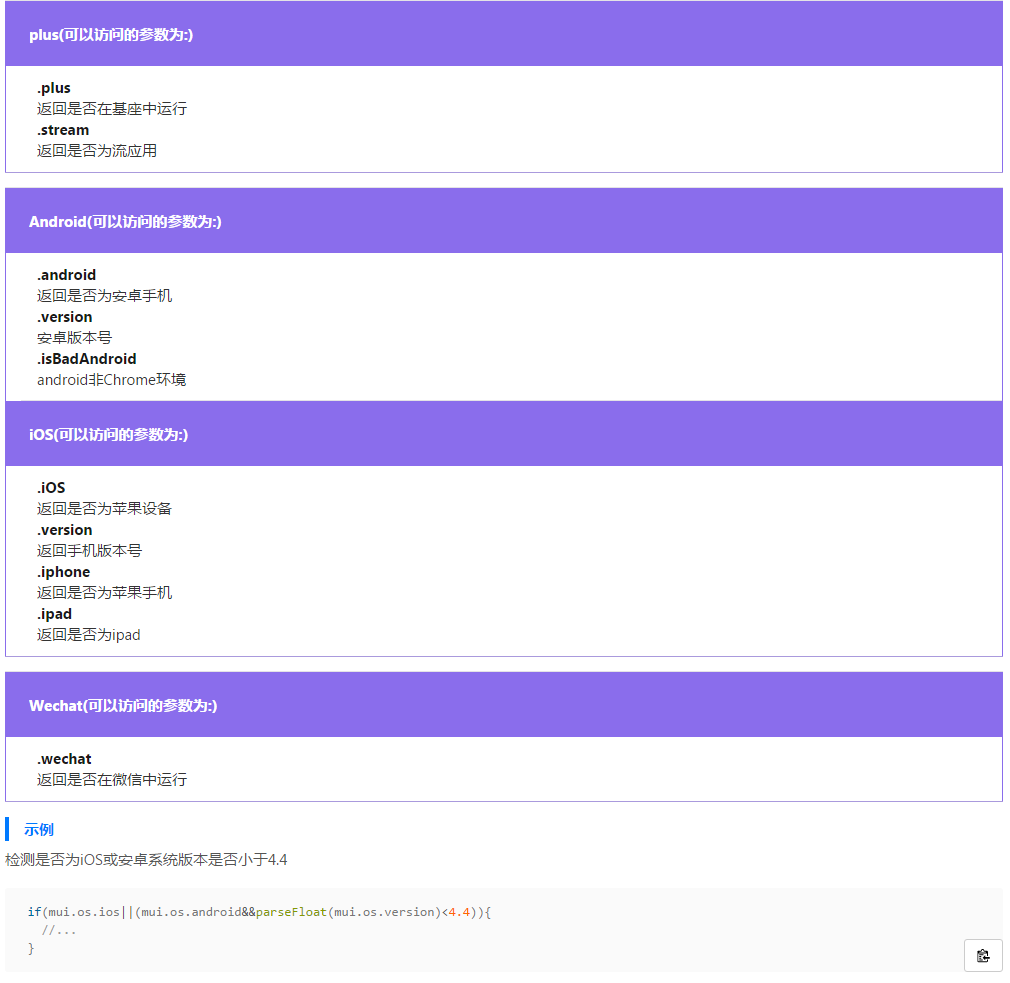 plus(可以访问的参数为:)
.plus
返回是否在基座中运行
.stream
返回是否为流应用
Android(可以访问的参数为:)
.android
返回是否为安卓手机
.version
安卓版本号
.isBadAndroid
android非Chrome环境
iOS(可以访问的参数为:)
.iOS
返回是否为苹果设备
.version
返回手机版本号
.iphone
返回是否为苹果手机
.ipad
返回是否为ipad
Wechat(可以访问的参数为:)
.wechat
返回是否在微信中运行
示例
检测是否为iOS或安卓系统版本是否小于4.4
if(mui.os.ios||(mui.os.android&&parseFloat(mui.os.version)<4.4)){
//...
}